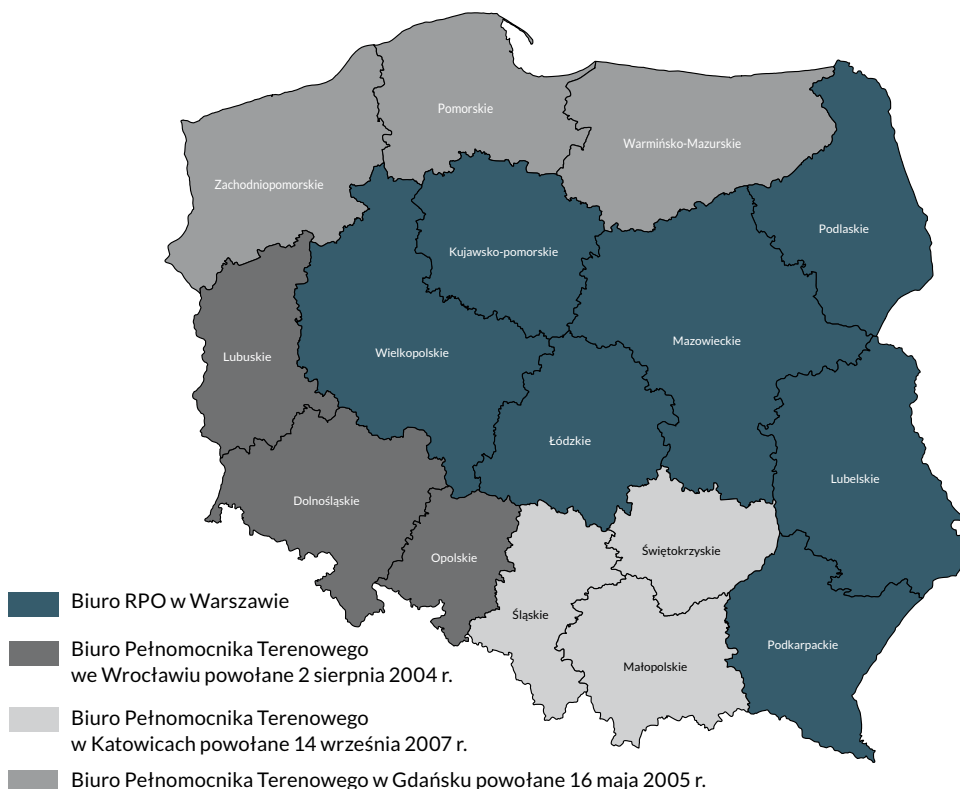 Pomorskie
Warmińsko-Mazurskie
Zachodniopomorskie
Podlaskie
Kujawsko-pomorskie
Mazowieckie
Wielkopolskie
Lubuskie
Łódzkie
Lubelskie
Dolnośląskie
Świętokrzyskie
Opolskie
Śląskie
Podkarpackie
Małopolskie
Biuro RPO w Warszawie
Biuro Pełnomocnika Terenowego
we Wrocławiu powołane 2 sierpnia 2004 r.
Biuro Pełnomocnika Terenowego
w Katowicach powołane 14 września 2007 r.
Biuro Pełnomocnika Terenowego w Gdańsku powołane 16 maja 2005 r.